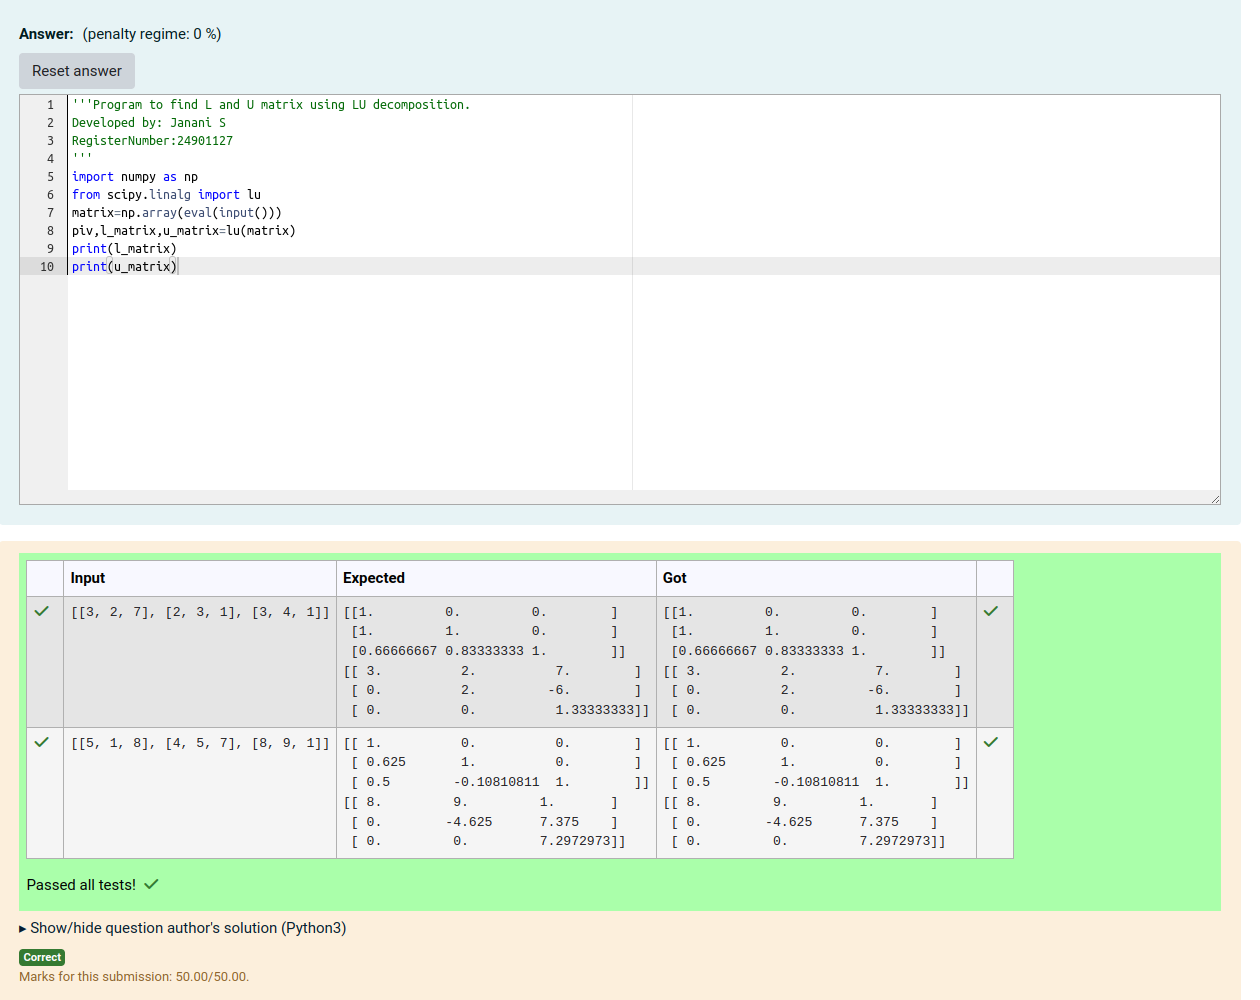 Answer: (penalty regime: 0 %)
Reset answer
1 '''Program to find L and U matrix using LU decomposition.
2 Developed by: Janani S
3 RegisterNumber:24901127
4 '''
5 import numpy as np
6 from scipy.linalg import lu
7 matrix=np.array(eval(input()))
8 piv,l_matrix,u_matrix=lu(matrix)
9 print(l_matrix)
10 print(u_matrix)
Input Expected Got
[[3, 2, 7], [2, 3, 1], [3, 4, 1]] [[1. 0. 0. ] [[1. 0. 0. ]
[1. 1. 0. ] [1. 1. 0. ]
[0.66666667 0.83333333 1. ]] [0.66666667 0.83333333 1. ]]
[[ 3. 2. 7. ] [[ 3. 2. 7. ]
[ 0. 2. -6. ] [ 0. 2. -6. ]
[ 0. 0. 1.33333333]] [ 0. 0. 1.33333333]]
[[5, 1, 8], [4, 5, 7], [8, 9, 1]] [[ 1. 0. 0. ] [[ 1. 0. 0. ]
[ 0.625 1. 0. ] [ 0.625 1. 0. ]
[ 0.5 -0.10810811 1. ]] [ 0.5 -0.10810811 1. ]]
[[ 8. 9. 1. ] [[ 8. 9. 1. ]
[ 0. -4.625 7.375 ] [ 0. -4.625 7.375 ]
[ 0. 0. 7.2972973]] [ 0. 0. 7.2972973]]
Passed all tests!
Show/hide question author's solution (Python3)
Correct
Marks for this submission: 50.00/50.00.